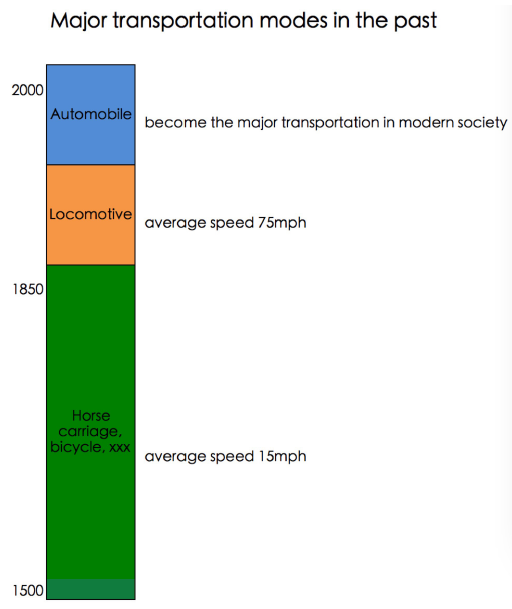 Major transportation modes in the past
2000
Automobile
become the major transportation in modern society
Locomotive
average speed 75mph
1850
Horse
carriage,
bicycle, xxx
average speed 15mph
1500